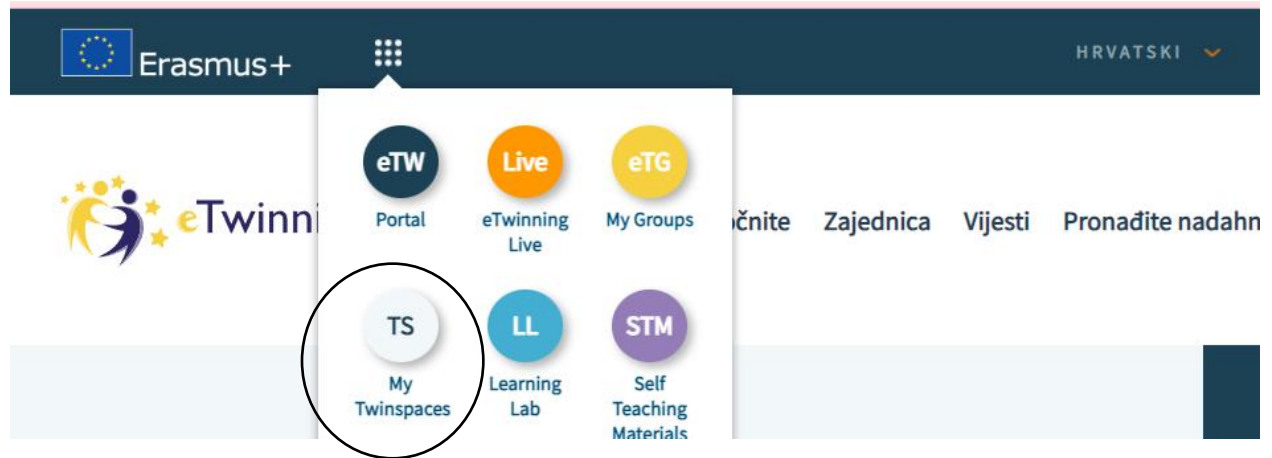 Erasmus+
HRVATSKI
eTW Live eTG
Portal eTwinning My Groups
Live
eTwinni
očnite Zajednica Vijesti Pronađite nadahn
TS LL STM
My Learning Self
Twinspaces Lab Teaching
Materials